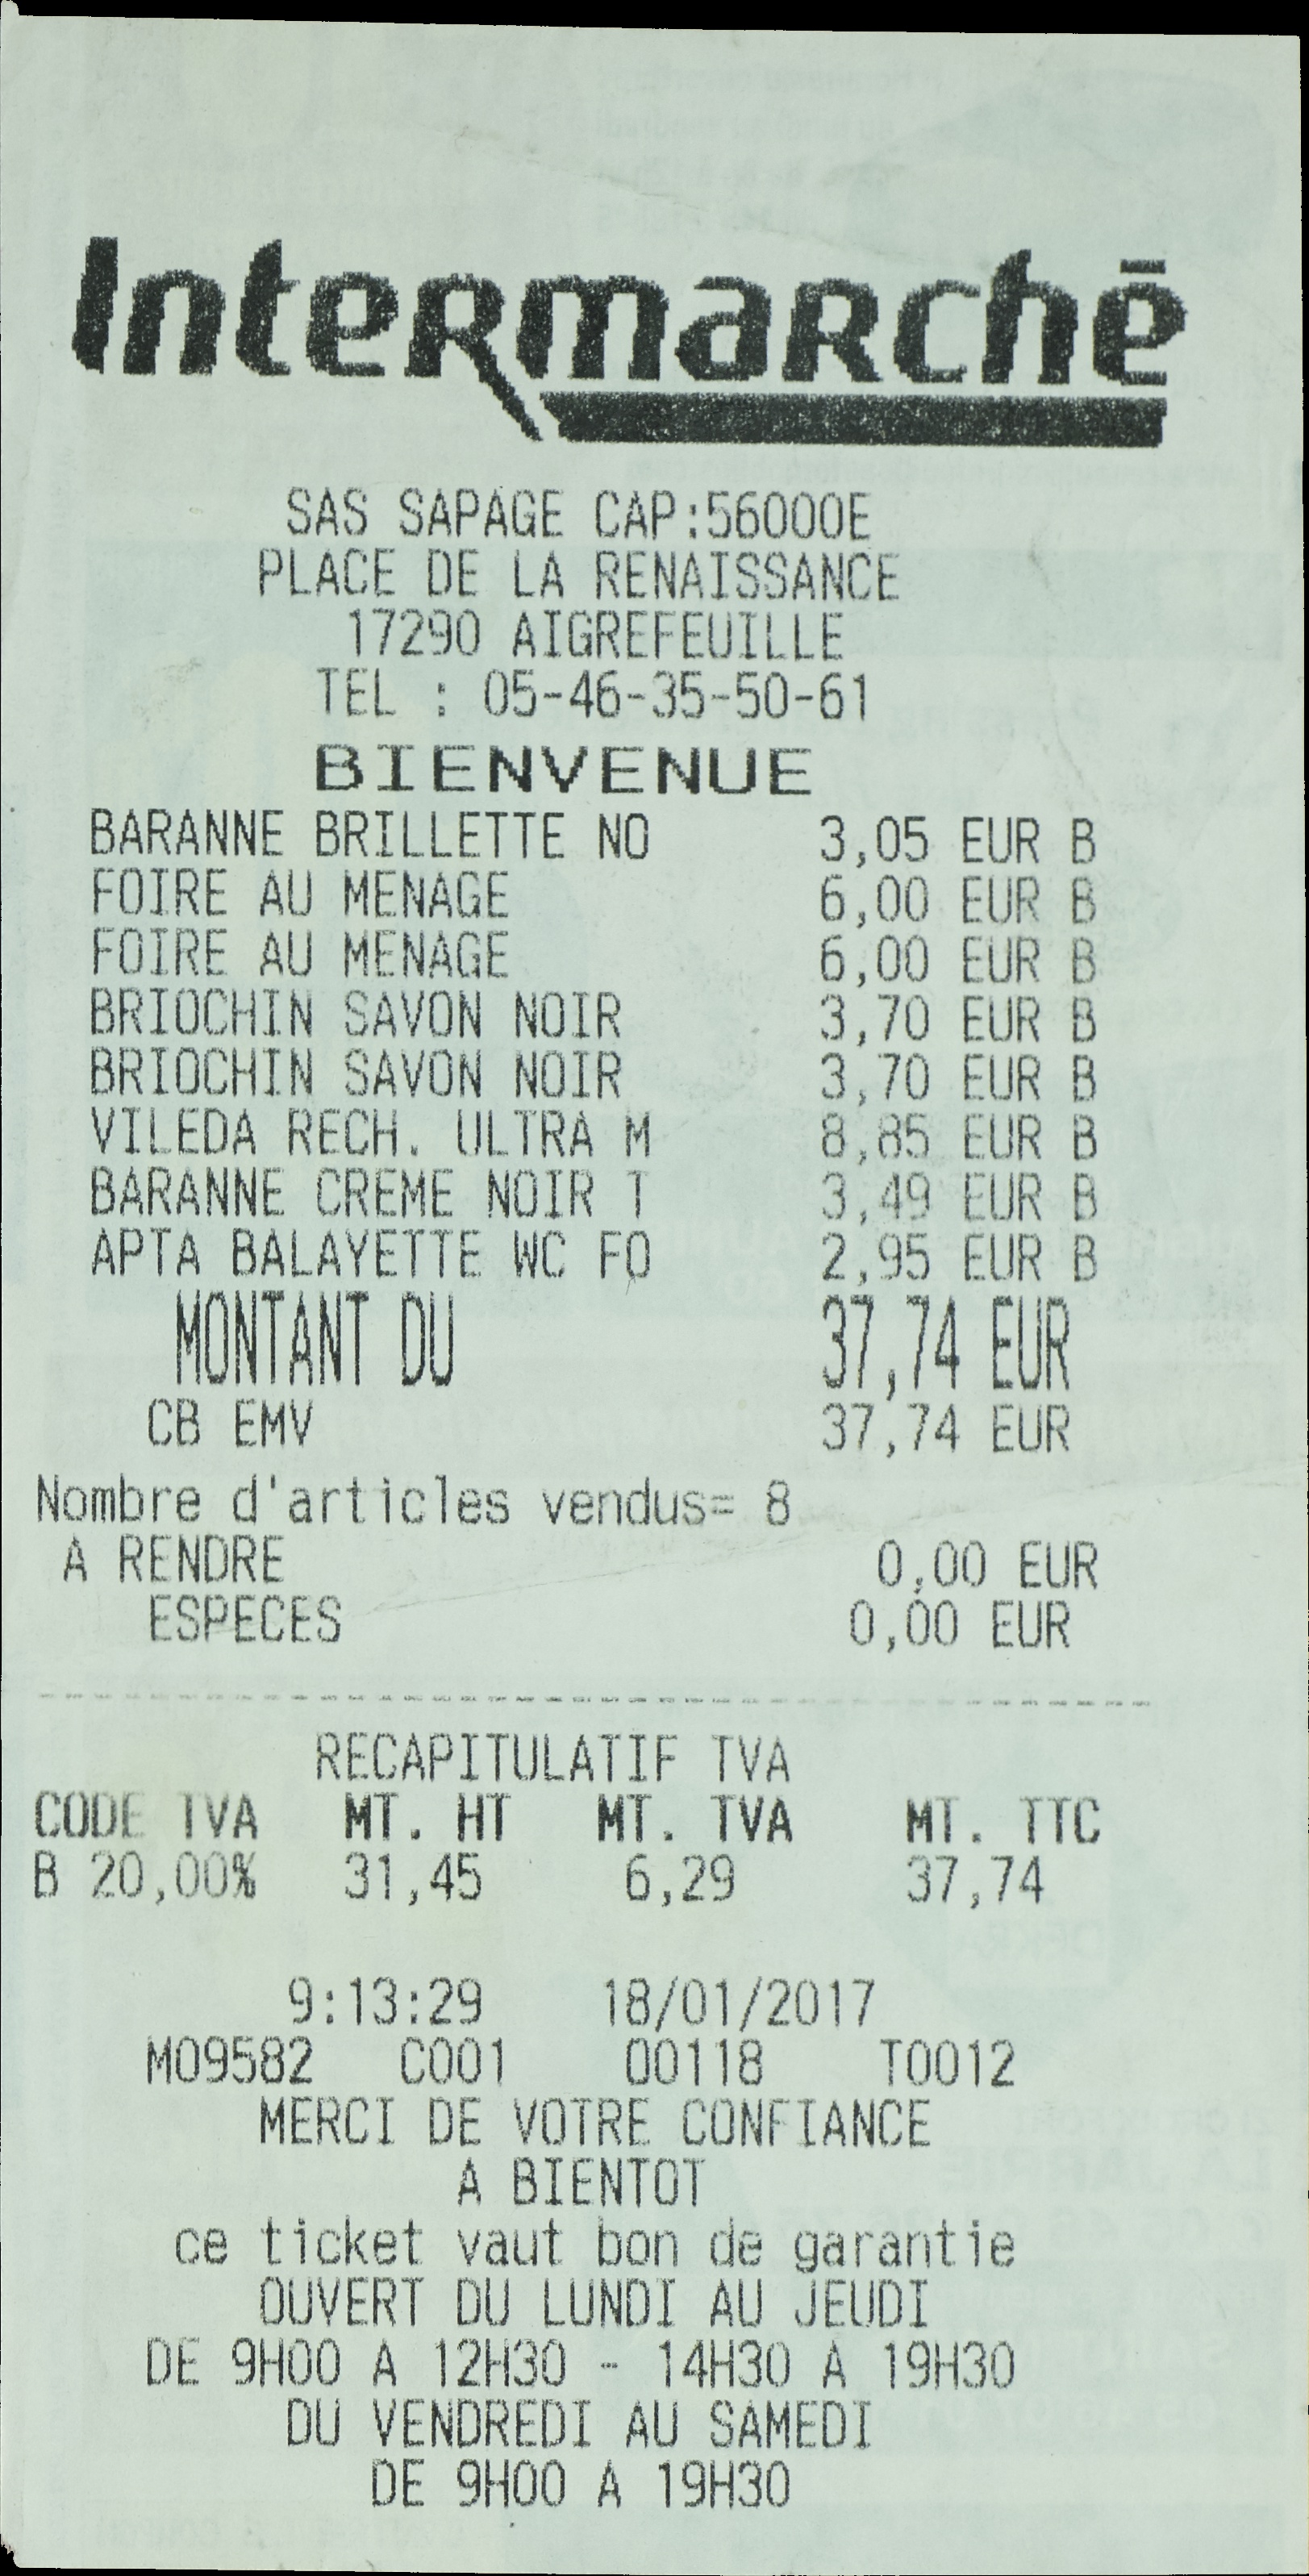 Intermarché
SAS SAPAGE CAP:56000E
PLACE DE LA RENAISSANCE
17290 AIGREFEUILLE
TEL : 05-46-35-50-61
BIENVENUE
BARANNE BRILLETTE NO 3,05 EUR B
FOIRE AU MENAGE 6,00 EUR B
FOIRE AU MENAGE 6,00 EUR B
BRIOCHIN SAVON NOIR 3,70 EUR B
BRIOCHIN SAVON NOIR 3,70 EUR B
VILEDA RECH. ULTRA M 8,85 EUR B
BARANNE CREME NOIR T 3,49 EUR B
APTA BALAYETTE WC FO 2,95 EUR B
MONTANT DU 37,74 EUR
CB EMV 37,74 EUR
Nombre d'articles vendus= 8
A RENDRE 0,00 EUR
ESPECES 0,00 EUR
RECAPITULATIF TVA
CODE TVA MT. HT MT. TVA MT. TTC
B 20,00% 31,45 6,29 37,74
9:13:29 18/01/2017
M09582 C001 00118 T0012
MERCI DE VOTRE CONFIANCE
A BIENTOT
ce ticket vaut bon de garantie
OUVERT DU LUNDI AU JEUDI
DE 9H00 A 12H30 - 14H30 A 19H30
DU VENDREDI AU SAMEDI
DE 9H00 A 19H30